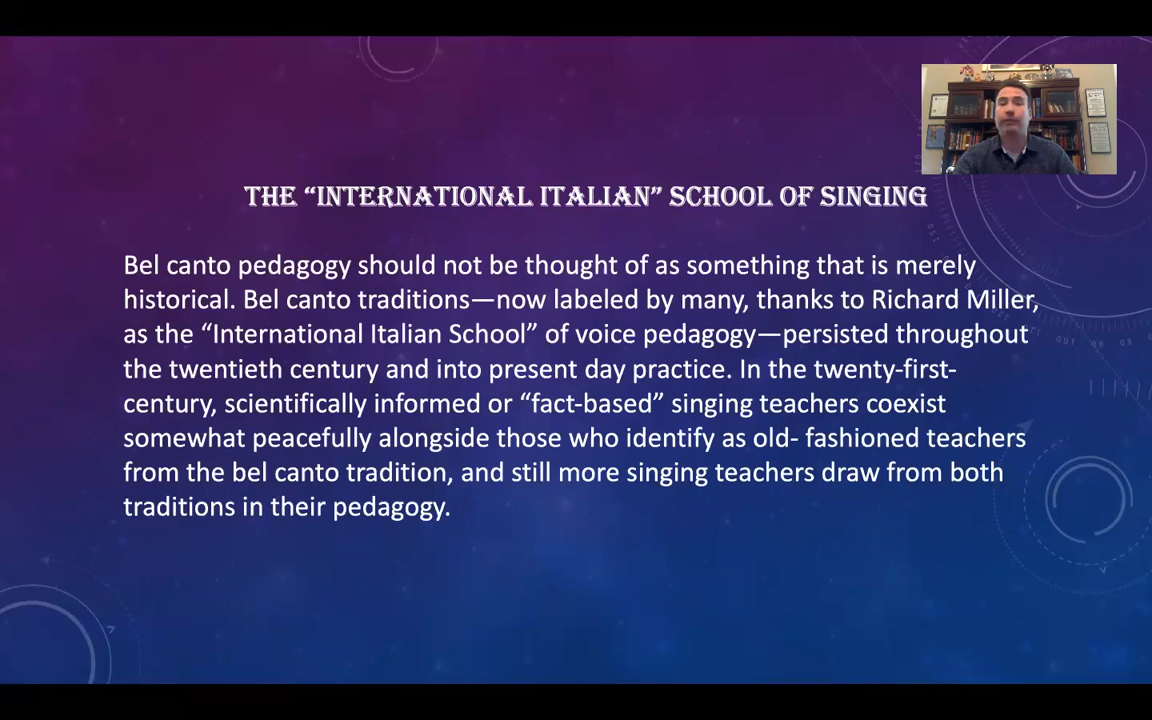 THE “INTERNATIONAL ITALIAN” SCHOOL OF SINGING
Bel canto pedagogy should not be thought of as something that is merely
historical. Bel canto traditions—now labeled by many, thanks to Richard Miller,
as the “International Italian School” of voice pedagogy—persisted throughout
the twentieth century and into present day practice. In the twenty-first-
century, scientifically informed or “fact-based” singing teachers coexist
somewhat peacefully alongside those who identify as old- fashioned teachers
from the bel canto tradition, and still more singing teachers draw from both
traditions in their pedagogy.